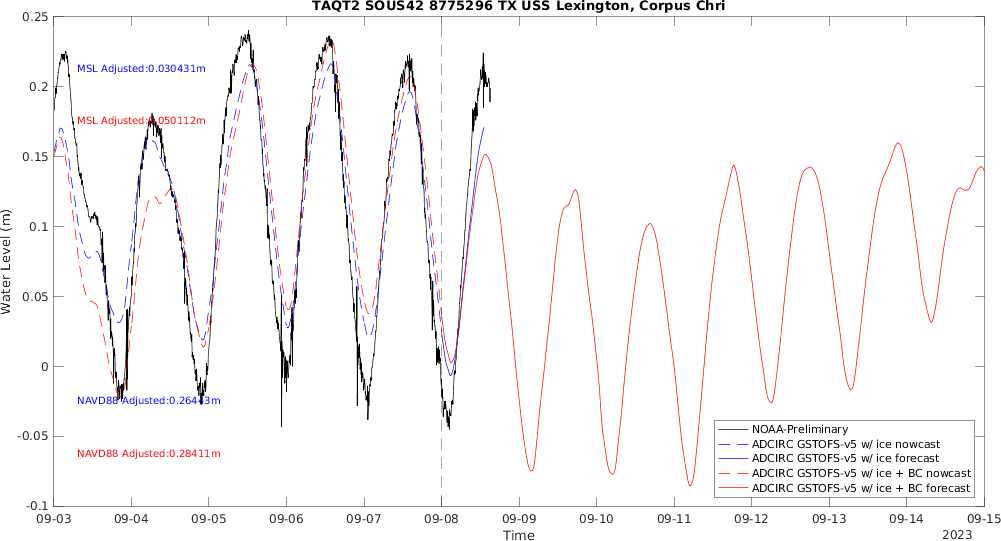 TAQT2 SOUS42 8775296 TX USS Lexington, Corpus Chri
0.25
0.2
0.15
0.1
0.05
0
-0.05
-0.1
Water Level (m)
MSL Adjusted:0.030431m
MSL Adjusted:0.050112m
NAVD88 Adjusted:0.26443m
NAVD88 Adjusted:0.28411m
NOAA-Preliminary
ADCIRC GSTOFS-v5 w/ ice nowcast
ADCIRC GSTOFS-v5 w/ ice forecast
ADCIRC GSTOFS-v5 w/ ice + BC nowcast
ADCIRC GSTOFS-v5 w/ ice + BC forecast
09-03 09-04 09-05 09-06 09-07 09-08 09-09 09-10 09-11 09-12 09-13 09-14 09-15
Time
2023